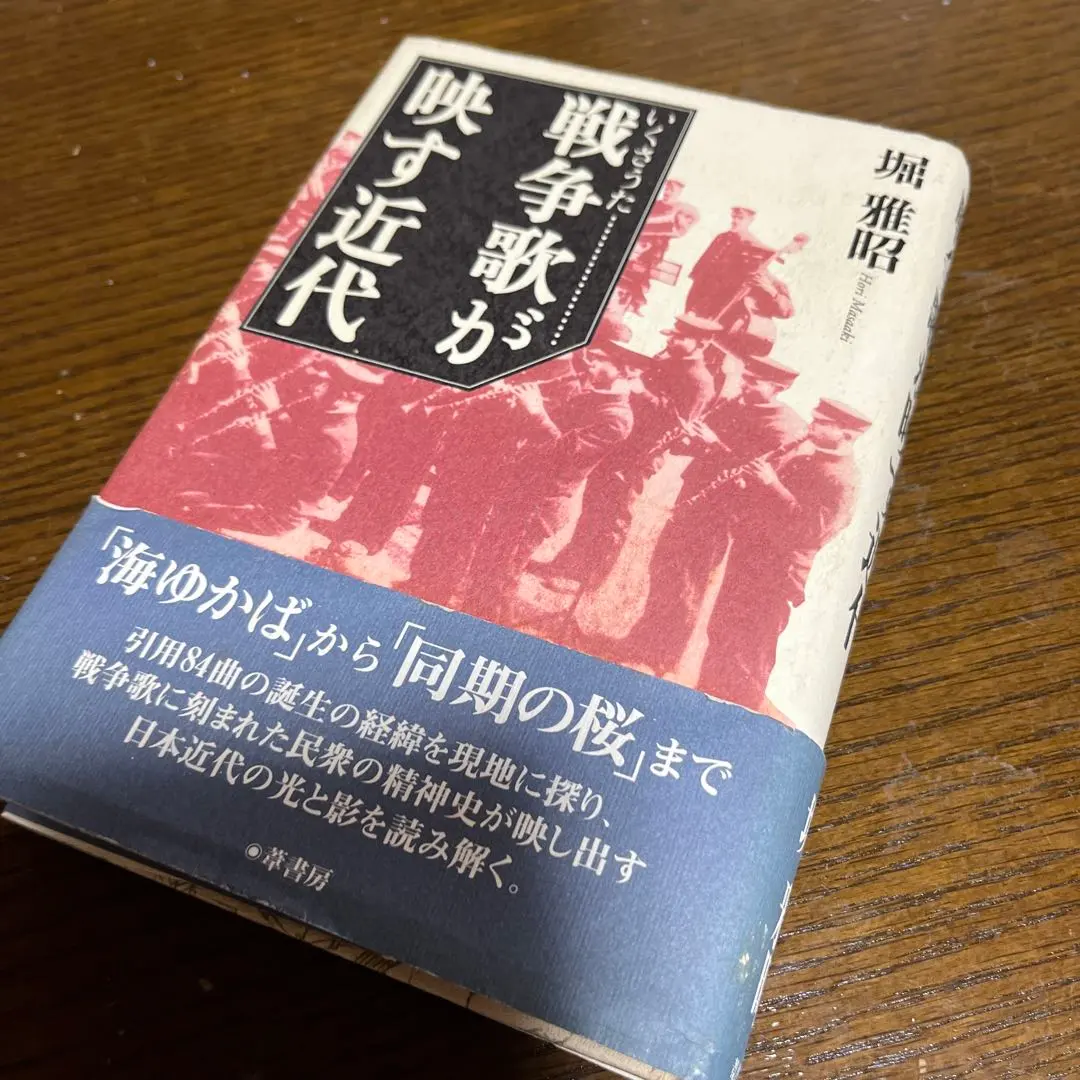 戦争歌が
いくさうた
映す近代
堀 雅昭
Hori Masaaki
「海ゆかば」から「同期の桜」まで
引用84曲の誕生の経緯を現地に探り、
戦争歌に刻まれた民衆の精神史が映し出す
日本近代の光と影を読み解く。
葦書房